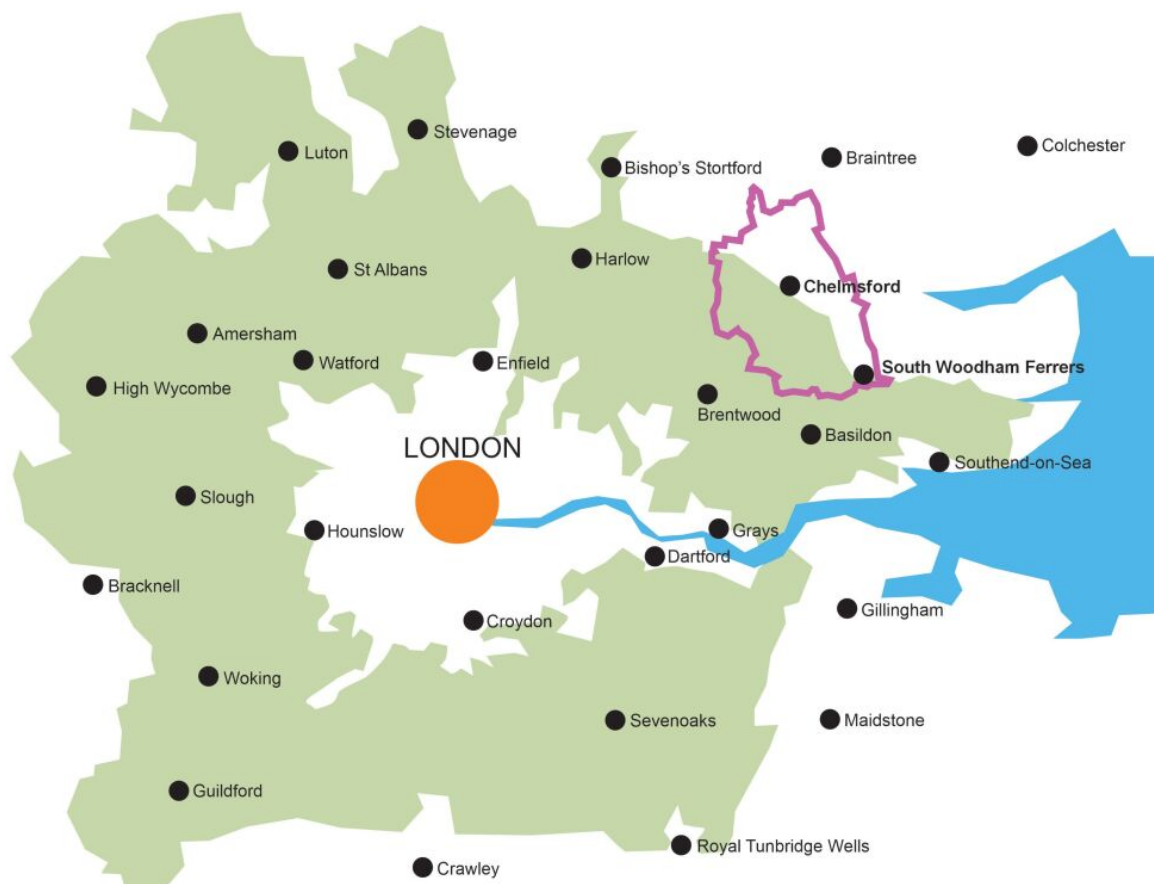 Stevenage
Colchester
Luton
Braintree
Bishop's Stortford
Harlow
St Albans
Chelmsford
Amersham
Watford
Enfield
South Woodham Ferrers
High Wycombe
Brentwood
Basildon
LONDON
Southend-on-Sea
Slough
Hounslow
Grays
Dartford
Bracknell
Gillingham
Croydon
Woking
Sevenoaks
Maidstone
Guildford
Royal Tunbridge Wells
Crawley